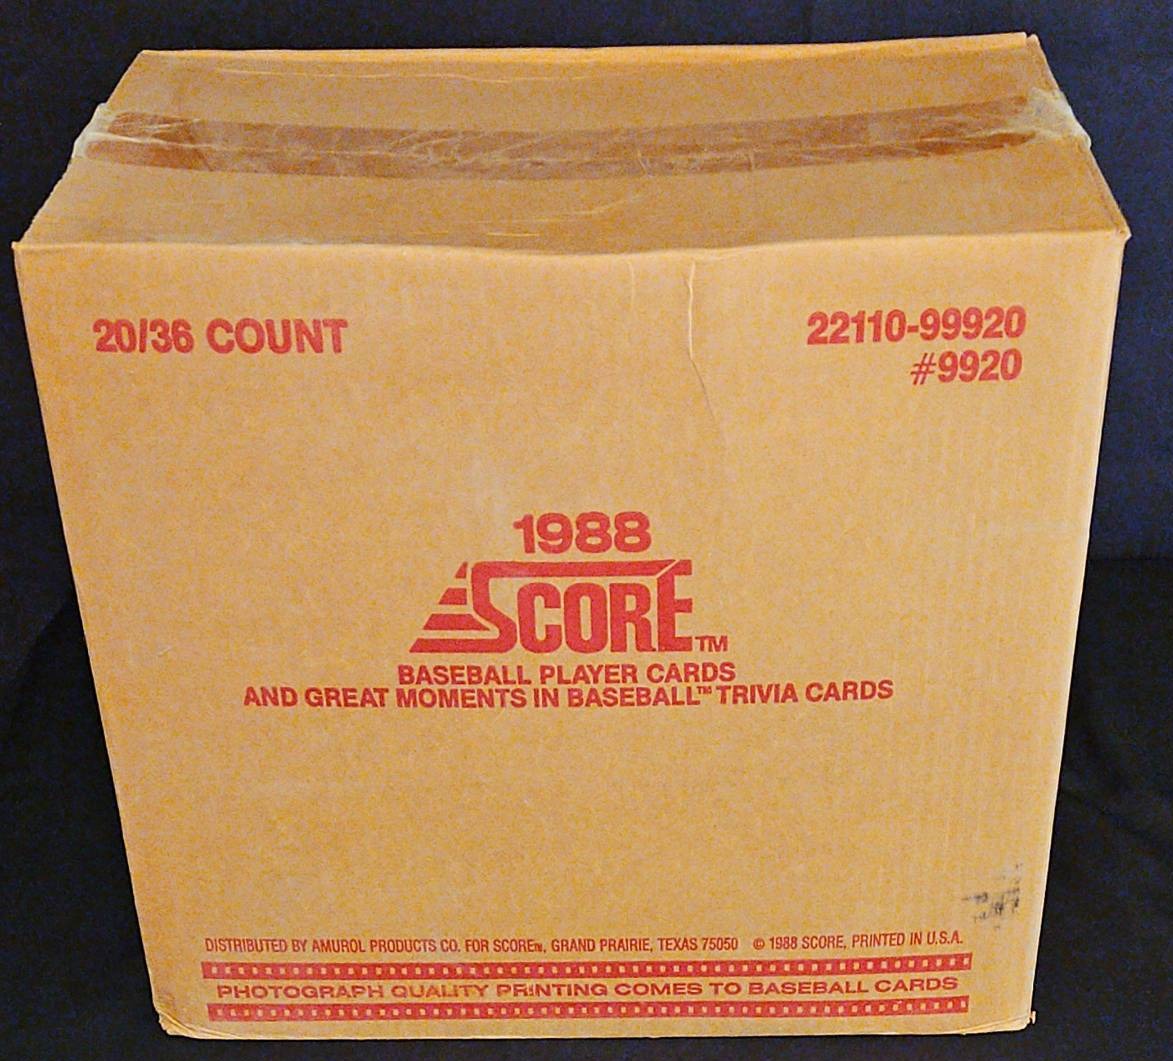 20/36 COUNT
22110-99920
#9920
1988
SCORE™
BASEBALL PLAYER CARDS
AND GREAT MOMENTS IN BASEBALL™ TRIVIA CARDS
DISTRIBUTED BY AMUROL PRODUCTS CO. FOR SCORE™, GRAND PRAIRIE, TEXAS 75050 © 1988 SCORE, PRINTED IN U.S.A.
PHOTOGRAPH QUALITY PRINTING COMES TO BASEBALL CARDS